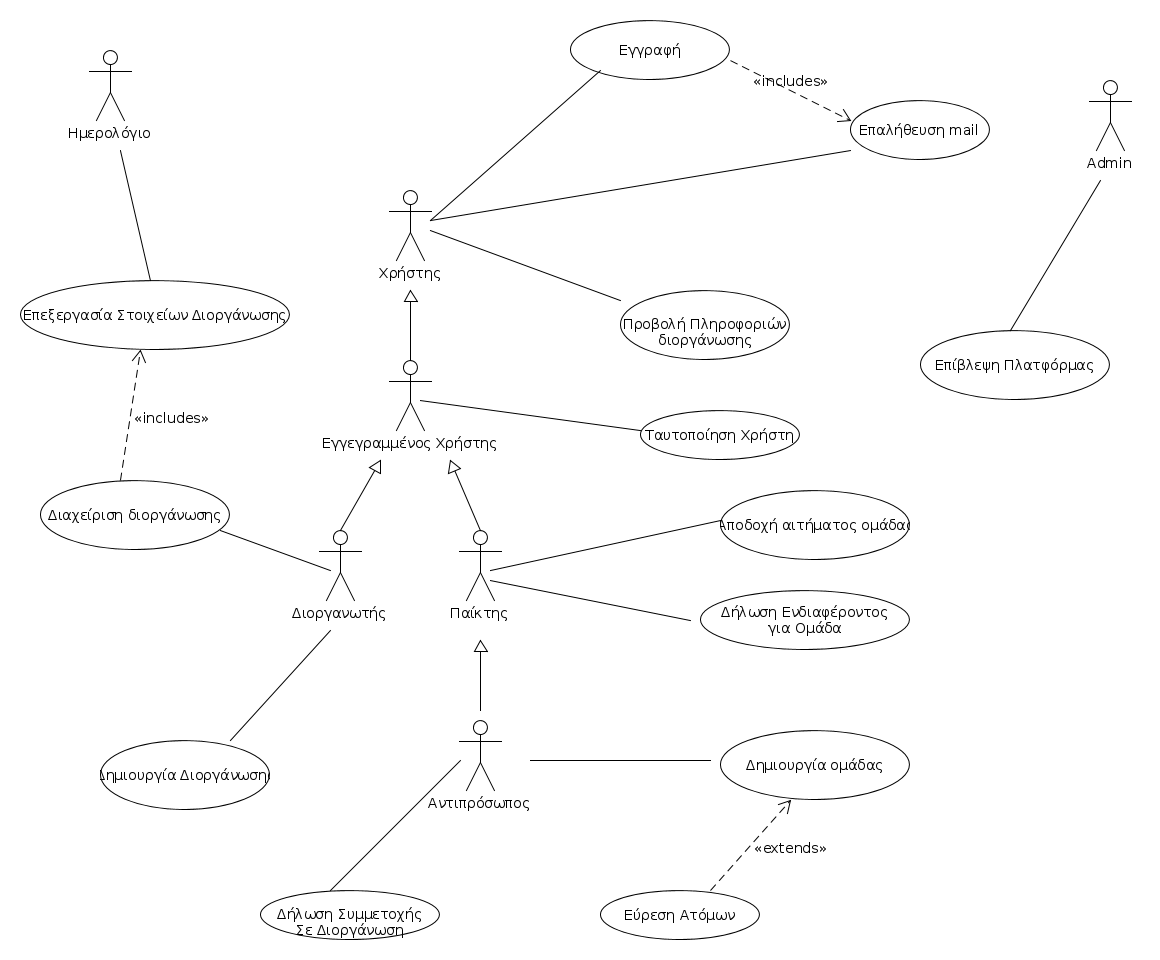 Εγγραφή
«includes»
Ημερολόγιο
Επαλήθευση mail
Admin
Χρήστης
Επεξεργασία Στοιχείων Διοργάνωσης
Προβολή Πληροφοριών
διοργάνωσης
Επίβλεψη Πλατφόρμας
«includes»
Εγγεγραμμένος Χρήστης
Ταυτοποίηση Χρήστη
Διαχείριση διοργάνωσης
Αποδοχή αιτήματος ομάδας
Διοργανωτής
Παίκτης
Δήλωση Ενδιαφέροντος
για Ομάδα
Δημιουργία Διοργάνωσης
Αντιπρόσωπος
Δημιουργία ομάδας
«extends»
Δήλωση Συμμετοχής
Σε Διοργάνωση
Εύρεση Ατόμων